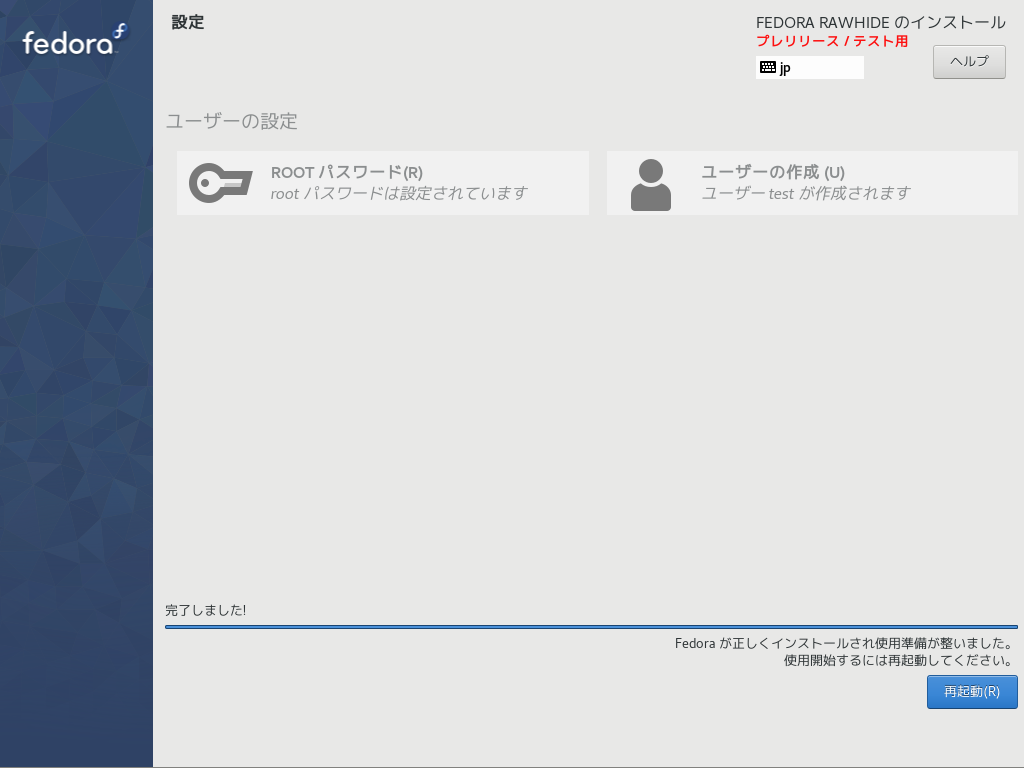 fedora
設定
FEDORA RAWHIDE のインストール
プレリリース / テスト用
jp
ヘルプ
ユーザーの設定
ROOT パスワード(R)
root パスワードは設定されています
ユーザーの作成 (U)
ユーザー test が作成されます
完了しました!
Fedora が正しくインストールされ使用準備が整いました。
使用開始するには再起動してください。
再起動(R)